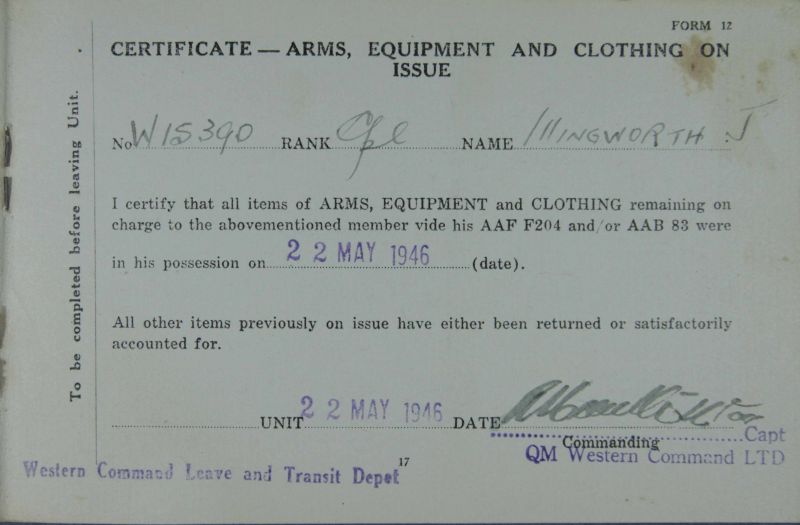 FORM 12
CERTIFICATE — ARMS, EQUIPMENT AND CLOTHING ON
ISSUE
No W15390 RANK Cpl NAME Illingworth J
I certify that all items of ARMS, EQUIPMENT and CLOTHING remaining on
charge to the abovementioned member vide his AAF F204 and/or AAB 83 were
in his possession on 22 MAY 1946 (date).
All other items previously on issue have either been returned or satisfactorily
accounted for.
UNIT 22 MAY 1946 DATE
Capt
Commanding
QM Western Command LTD
17
Western Command Leave and Transit Depot
To be completed before leaving Unit.